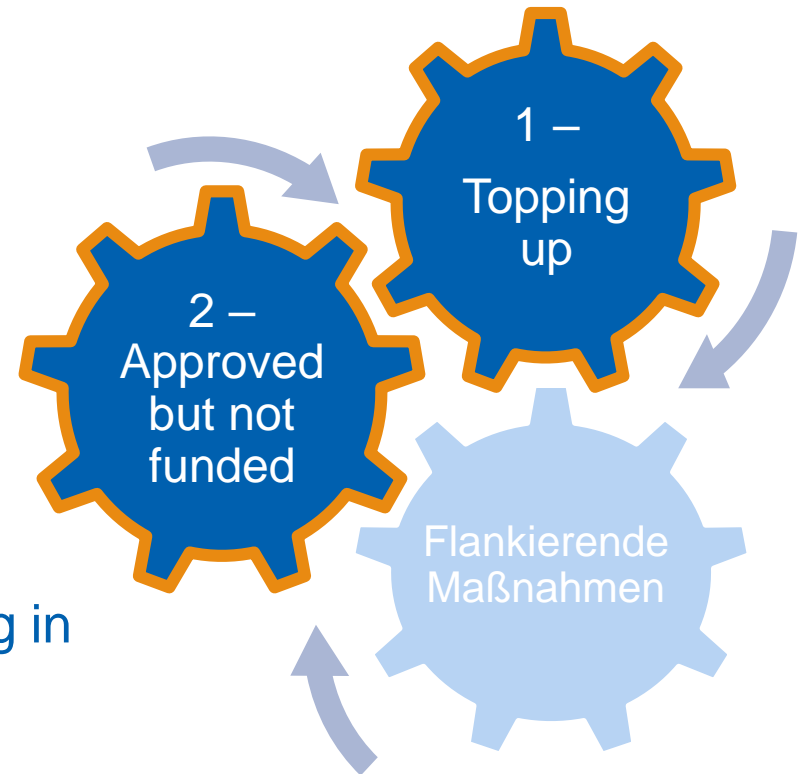 1 –
Topping
up
2 –
Approved
but not
funded
Flankierende
Maßnahmen
g in